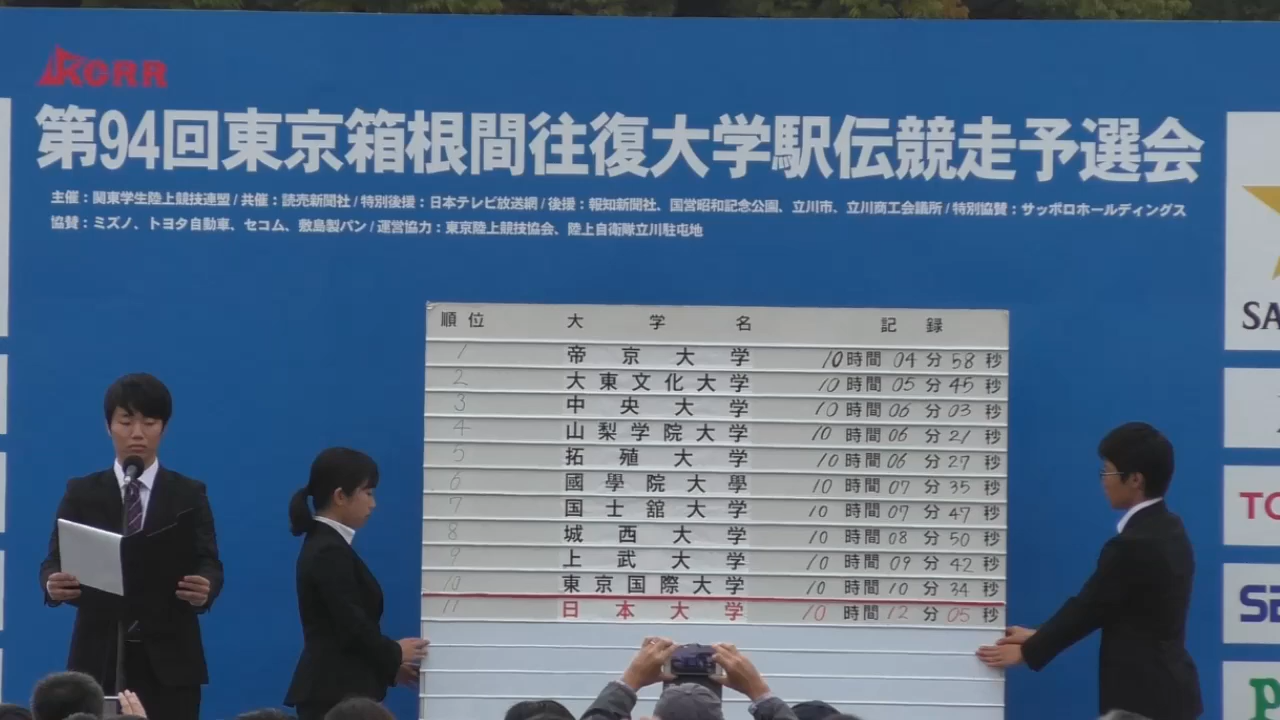 KGRR
第94回東京箱根間往復大学駅伝競走予選会
主催：関東学生陸上競技連盟 / 共催：読売新聞社 / 特別後援：日本テレビ放送網 / 後援：報知新聞社、国営昭和記念公園、立川市、立川商工会議所 / 特別協賛：サッポロホールディングス
協賛：ミズノ、トヨタ自動車、セコム、敷島製パン / 運営協力：東京陸上競技協会、陸上自衛隊立川駐屯地
順位 大学名 記録
1 帝京大学 10時間04分58秒
2 大東文化大学 10時間05分45秒
3 中央大学 10時間06分03秒
4 山梨学院大学 10時間06分21秒
5 拓殖大学 10時間06分27秒
6 國學院大學 10時間07分35秒
7 国士舘大学 10時間07分47秒
8 城西大学 10時間08分50秒
9 上武大学 10時間09分42秒
10 東京国際大学 10時間10分34秒
11 日本大学 10時間12分05秒
SA
TO
SE
P